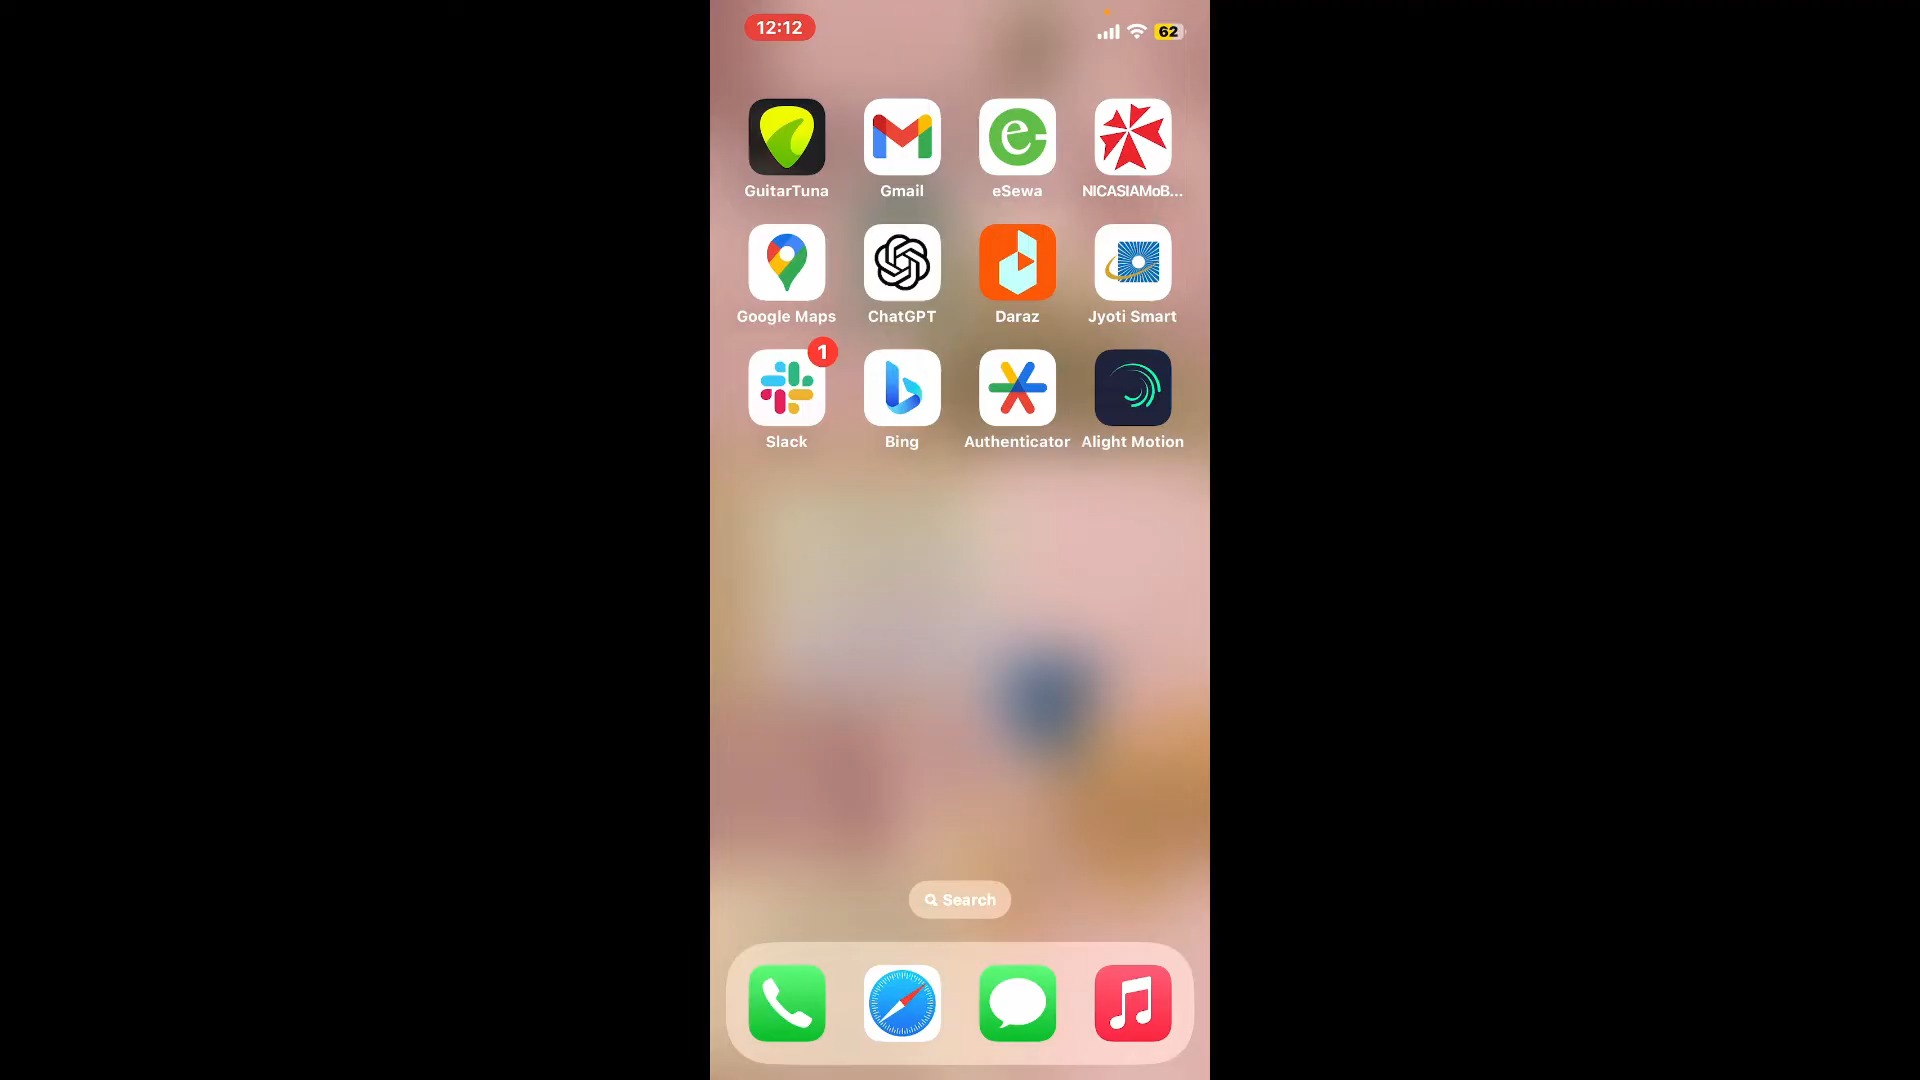 12:12
62
GuitarTuna
Gmail
eSewa
NICASIAMoB...
Google Maps
ChatGPT
Daraz
Jyoti Smart
1
Slack
Bing
Authenticator
Alight Motion
Search